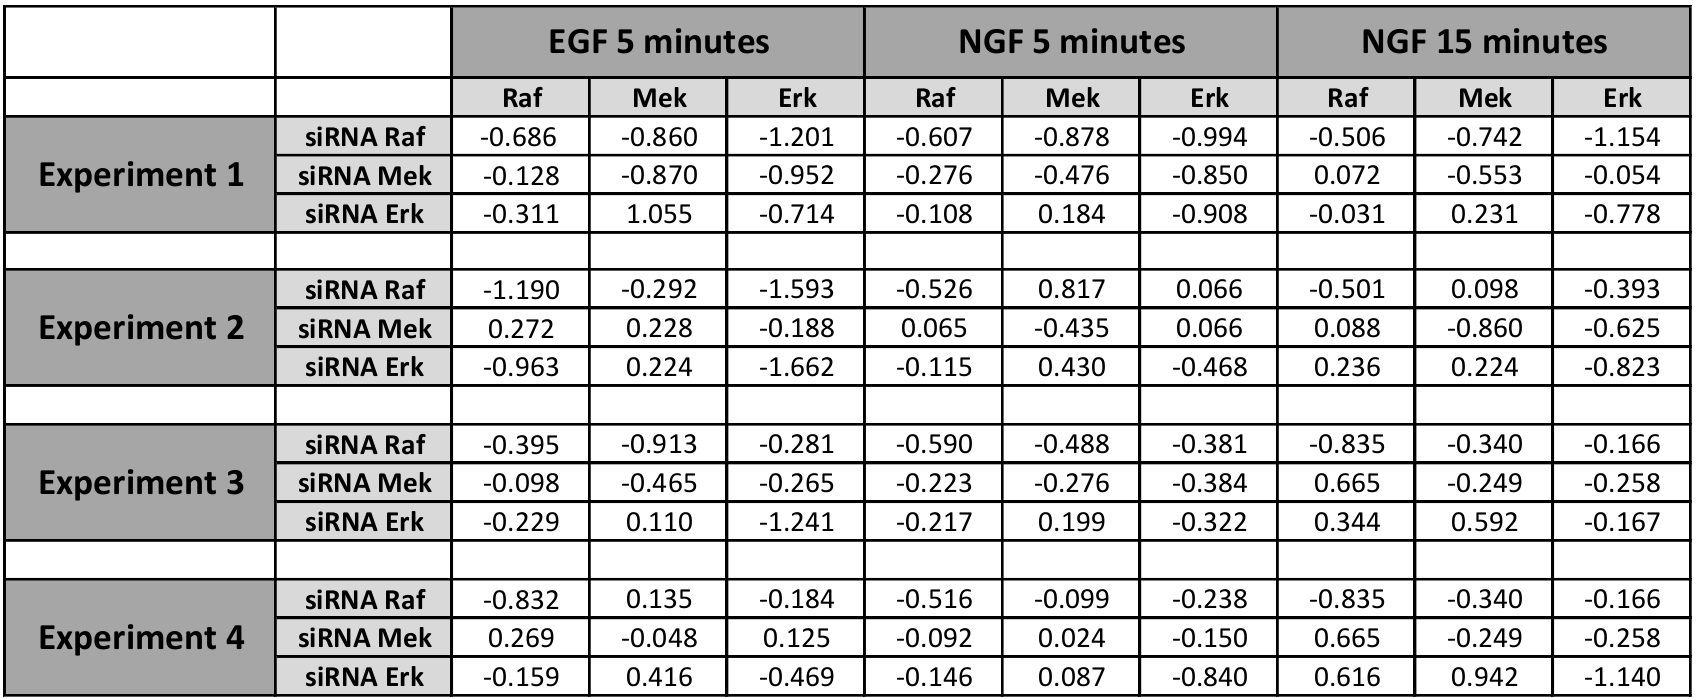 EGF 5 minutes NGF 5 minutes NGF 15 minutes
Raf Mek Erk Raf Mek Erk Raf Mek Erk
Experiment 1
siRNA Raf -0.686 -0.860 -1.201 -0.607 -0.878 -0.994 -0.506 -0.742 -1.154
siRNA Mek -0.128 -0.870 -0.952 -0.276 -0.476 -0.850 0.072 -0.553 -0.054
siRNA Erk -0.311 1.055 -0.714 -0.108 0.184 -0.908 -0.031 0.231 -0.778
Experiment 2
siRNA Raf -1.190 -0.292 -1.593 -0.526 0.817 0.066 -0.501 0.098 -0.393
siRNA Mek 0.272 0.228 -0.188 0.065 -0.435 0.066 0.088 -0.860 -0.625
siRNA Erk -0.963 0.224 -1.662 -0.115 0.430 -0.468 0.236 0.224 -0.823
Experiment 3
siRNA Raf -0.395 -0.913 -0.281 -0.590 -0.488 -0.381 -0.835 -0.340 -0.166
siRNA Mek -0.098 -0.465 -0.265 -0.223 -0.276 -0.384 0.665 -0.249 -0.258
siRNA Erk -0.229 0.110 -1.241 -0.217 0.199 -0.322 0.344 0.592 -0.167
Experiment 4
siRNA Raf -0.832 0.135 -0.184 -0.516 -0.099 -0.238 -0.835 -0.340 -0.166
siRNA Mek 0.269 -0.048 0.125 -0.092 0.024 -0.150 0.665 -0.249 -0.258
siRNA Erk -0.159 0.416 -0.469 -0.146 0.087 -0.840 0.616 0.942 -1.140